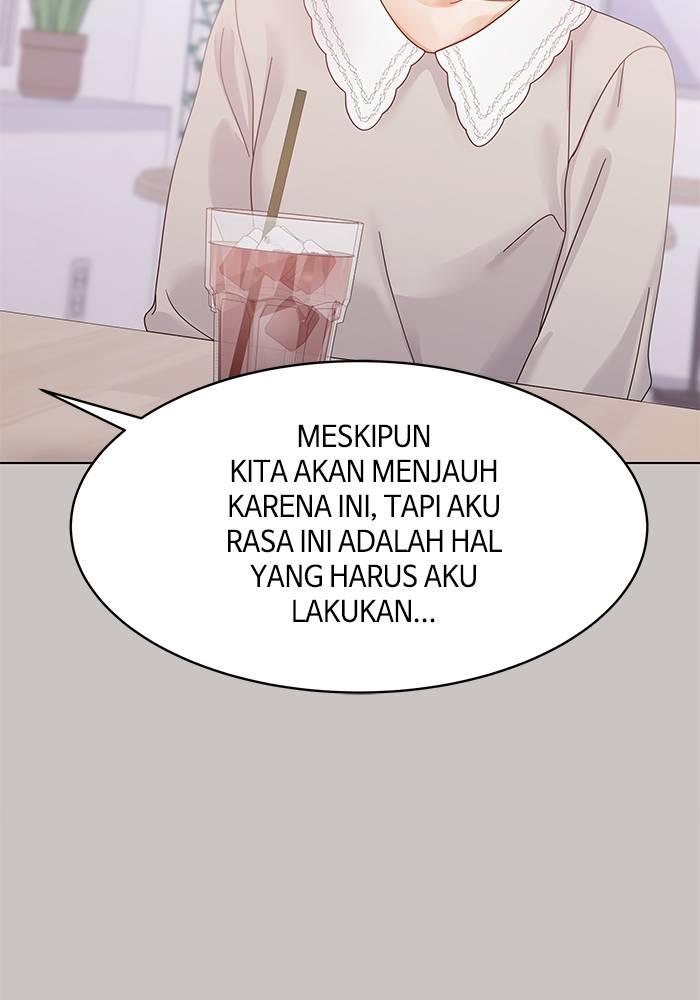 MESKIPUN
KITA AKAN MENJAUH
KARENA INI, TAPI AKU
RASA INI ADALAH HAL
YANG HARUS AKU
LAKUKAN...